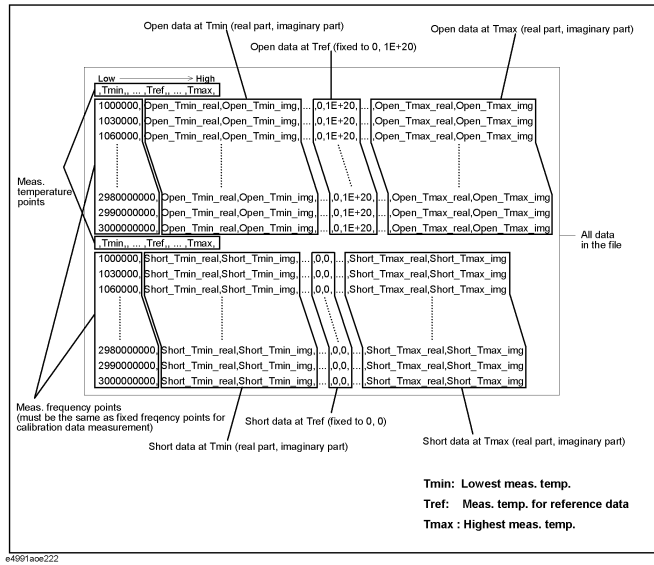 Open data at Tmin (real part, imaginary part)
Open data at Tmax (real part, imaginary part)
Open data at Tref (fixed to 0, 1E+20)
Low High
,Tmin,, ... ,Tref,, ... ,Tmax,
1000000, Open_Tmin_real,Open_Tmin_img, ... ,0,1E+20, ... ,Open_Tmax_real,Open_Tmax_img
1030000, Open_Tmin_real,Open_Tmin_img, ... ,0,1E+20, ... ,Open_Tmax_real,Open_Tmax_img
1060000, Open_Tmin_real,Open_Tmin_img, ... ,0,1E+20, ... ,Open_Tmax_real,Open_Tmax_img
Meas.
temperature
points
2980000000, Open_Tmin_real,Open_Tmin_img, ... ,0,1E+20, ... ,Open_Tmax_real,Open_Tmax_img
2990000000, Open_Tmin_real,Open_Tmin_img, ... ,0,1E+20, ... ,Open_Tmax_real,Open_Tmax_img
3000000000, Open_Tmin_real,Open_Tmin_img, ... ,0,1E+20, ... ,Open_Tmax_real,Open_Tmax_img
All data
in the file
,Tmin,, ... ,Tref,, ... ,Tmax,
1000000, Short_Tmin_real,Short_Tmin_img, ... ,0,0, ... ,Short_Tmax_real,Short_Tmax_img
1030000, Short_Tmin_real,Short_Tmin_img, ... ,0,0, ... ,Short_Tmax_real,Short_Tmax_img
1060000, Short_Tmin_real,Short_Tmin_img, ... ,0,0, ... ,Short_Tmax_real,Short_Tmax_img
2980000000, Short_Tmin_real,Short_Tmin_img, ... ,0,0, ... ,Short_Tmax_real,Short_Tmax_img
2990000000, Short_Tmin_real,Short_Tmin_img, ... ,0,0, ... ,Short_Tmax_real,Short_Tmax_img
3000000000, Short_Tmin_real,Short_Tmin_img, ... ,0,0, ... ,Short_Tmax_real,Short_Tmax_img
Meas. frequency points
(must be the same as fixed freqency points for
calibration data measurement)
Short data at Tref (fixed to 0, 0)
Short data at Tmin (real part, imaginary part)
Short data at Tmax (real part, imaginary part)
Tmin: Lowest meas. temp.
Tref: Meas. temp. for reference data
Tmax : Highest meas. temp.
e4991aoe222